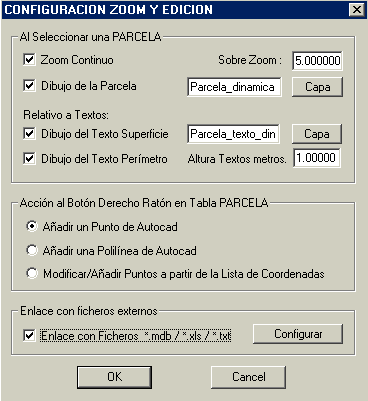 CONFIGURACION ZOOM Y EDICION
Al Seleccionar una PARCELA
Zoom Continuo Sobre Zoom : 5.000000
Dibujo de la Parcela Parcela_dinamica Capa
Relativo a Textos:
Dibujo del Texto Superficie Parcela_texto_din Capa
Dibujo del Texto Perímetro Altura Textos metros. 1.00000
Acción al Botón Derecho Ratón en Tabla PARCELA
Añadir un Punto de Autocad
Añadir una Polilínea de Autocad
Modificar/Añadir Puntos a partir de la Lista de Coordenadas
Enlace con ficheros externos
Enlace con Ficheros *.mdb / *.xls / *.txt Configurar
OK Cancel